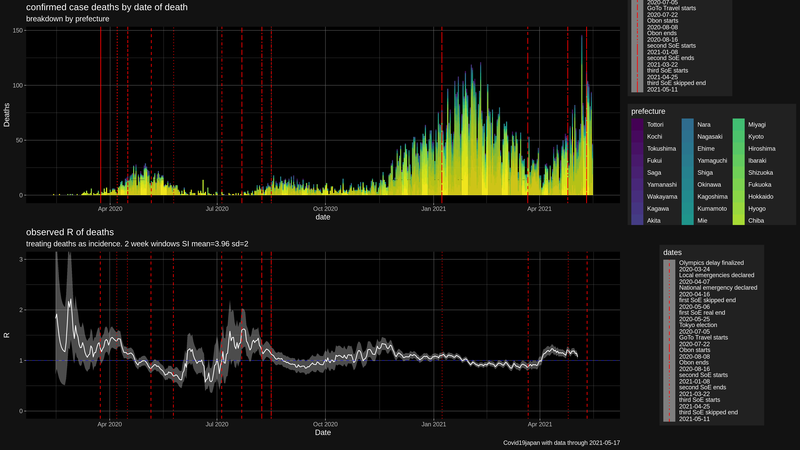 confirmed case deaths by date of death
breakdown by prefecture
150
100
50
0
Deaths
Apr 2020
Jul 2020
Oct 2020
Jan 2021
Apr 2021
date
2020-07-05
GoTo Travel starts
2020-07-22
Obon starts
2020-08-08
Obon ends
2020-08-16
second SoE starts
2021-01-08
second SoE ends
2021-03-22
third SoE starts
2021-04-25
third SoE skipped end
2021-05-11
prefecture
Tottori
Nara
Miyagi
Kochi
Nagasaki
Kyoto
Tokushima
Ehime
Hiroshima
Fukui
Yamaguchi
Ibaraki
Saga
Shiga
Shizuoka
Yamanashi
Okinawa
Fukuoka
Wakayama
Kagoshima
Hokkaido
Kagawa
Kumamoto
Hyogo
Akita
Mie
Chiba
observed R of deaths
treating deaths as incidence. 2 week windows SI mean=3.96 sd=2
3
2
1
0
R
Apr 2020
Jul 2020
Oct 2020
Jan 2021
Apr 2021
Date
dates
Olympics delay finalized
2020-03-24
Local emergencies declared
2020-04-07
National emergency declared
2020-04-16
first SoE skipped end
2020-05-06
first SoE real end
2020-05-25
Tokyo election
2020-07-05
GoTo Travel starts
2020-07-22
Obon starts
2020-08-08
Obon ends
2020-08-16
second SoE starts
2021-01-08
second SoE ends
2021-03-22
third SoE starts
2021-04-25
third SoE skipped end
2021-05-11
Covid19japan with data through 2021-05-17